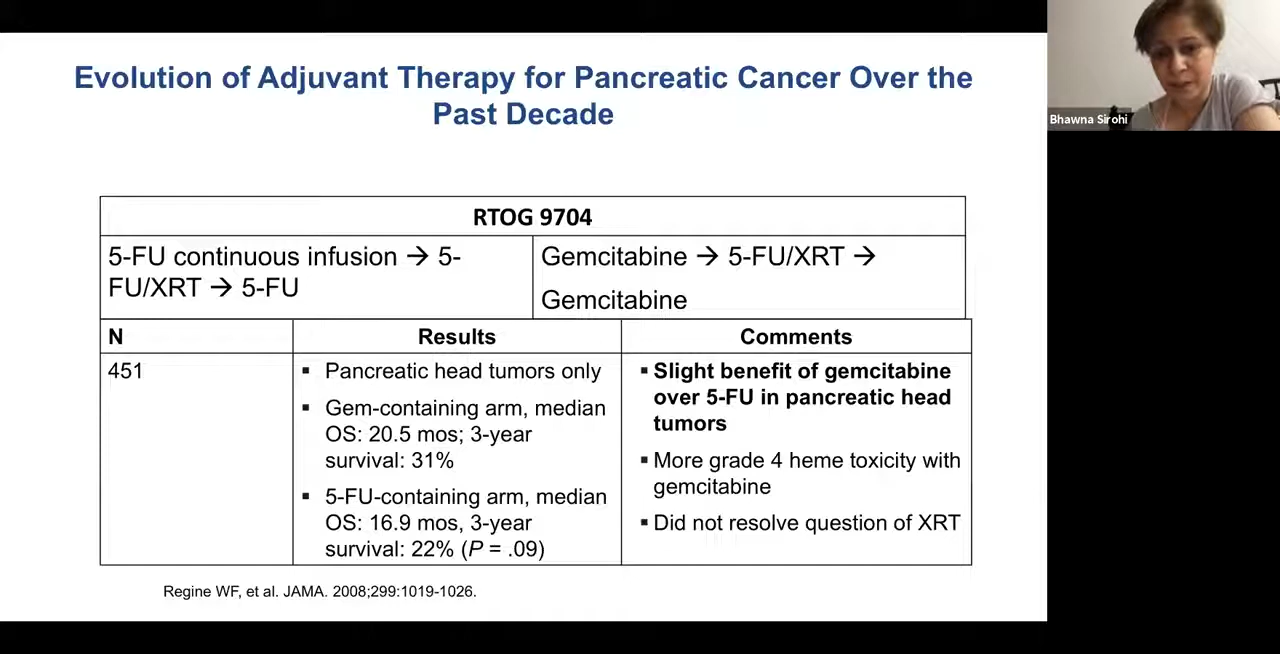 Evolution of Adjuvant Therapy for Pancreatic Cancer Over the
Past Decade
Bhawna Sirohi
RTOG 9704
5-FU continuous infusion → 5-
FU/XRT → 5-FU
Gemcitabine → 5-FU/XRT →
Gemcitabine
N
Results
Comments
451
▪ Pancreatic head tumors only
▪ Gem-containing arm, median
OS: 20.5 mos; 3-year
survival: 31%
▪ 5-FU-containing arm, median
OS: 16.9 mos, 3-year
survival: 22% (P = .09)
▪ Slight benefit of gemcitabine
over 5-FU in pancreatic head
tumors
▪ More grade 4 heme toxicity with
gemcitabine
▪ Did not resolve question of XRT
Regine WF, et al. JAMA. 2008;299:1019-1026.